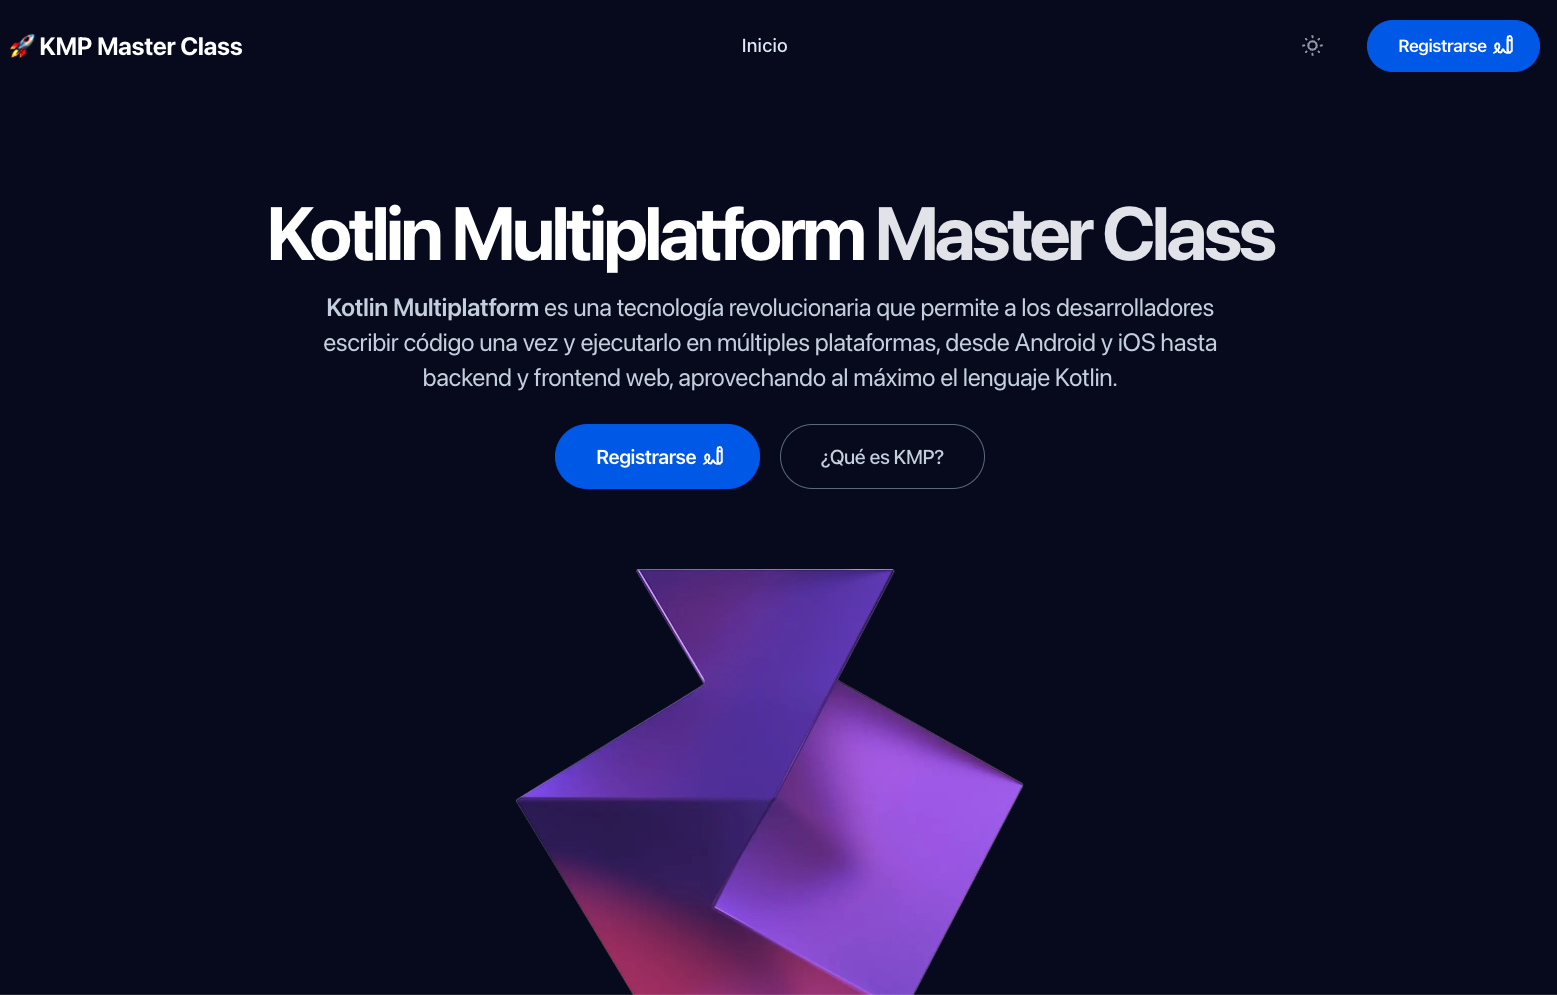 🚀 KMP Master Class
Inicio
Registrarse
Kotlin Multiplatform Master Class
Kotlin Multiplatform es una tecnología revolucionaria que permite a los desarrolladores
escribir código una vez y ejecutarlo en múltiples plataformas, desde Android y iOS hasta
backend y frontend web, aprovechando al máximo el lenguaje Kotlin.
Registrarse
¿Qué es KMP?